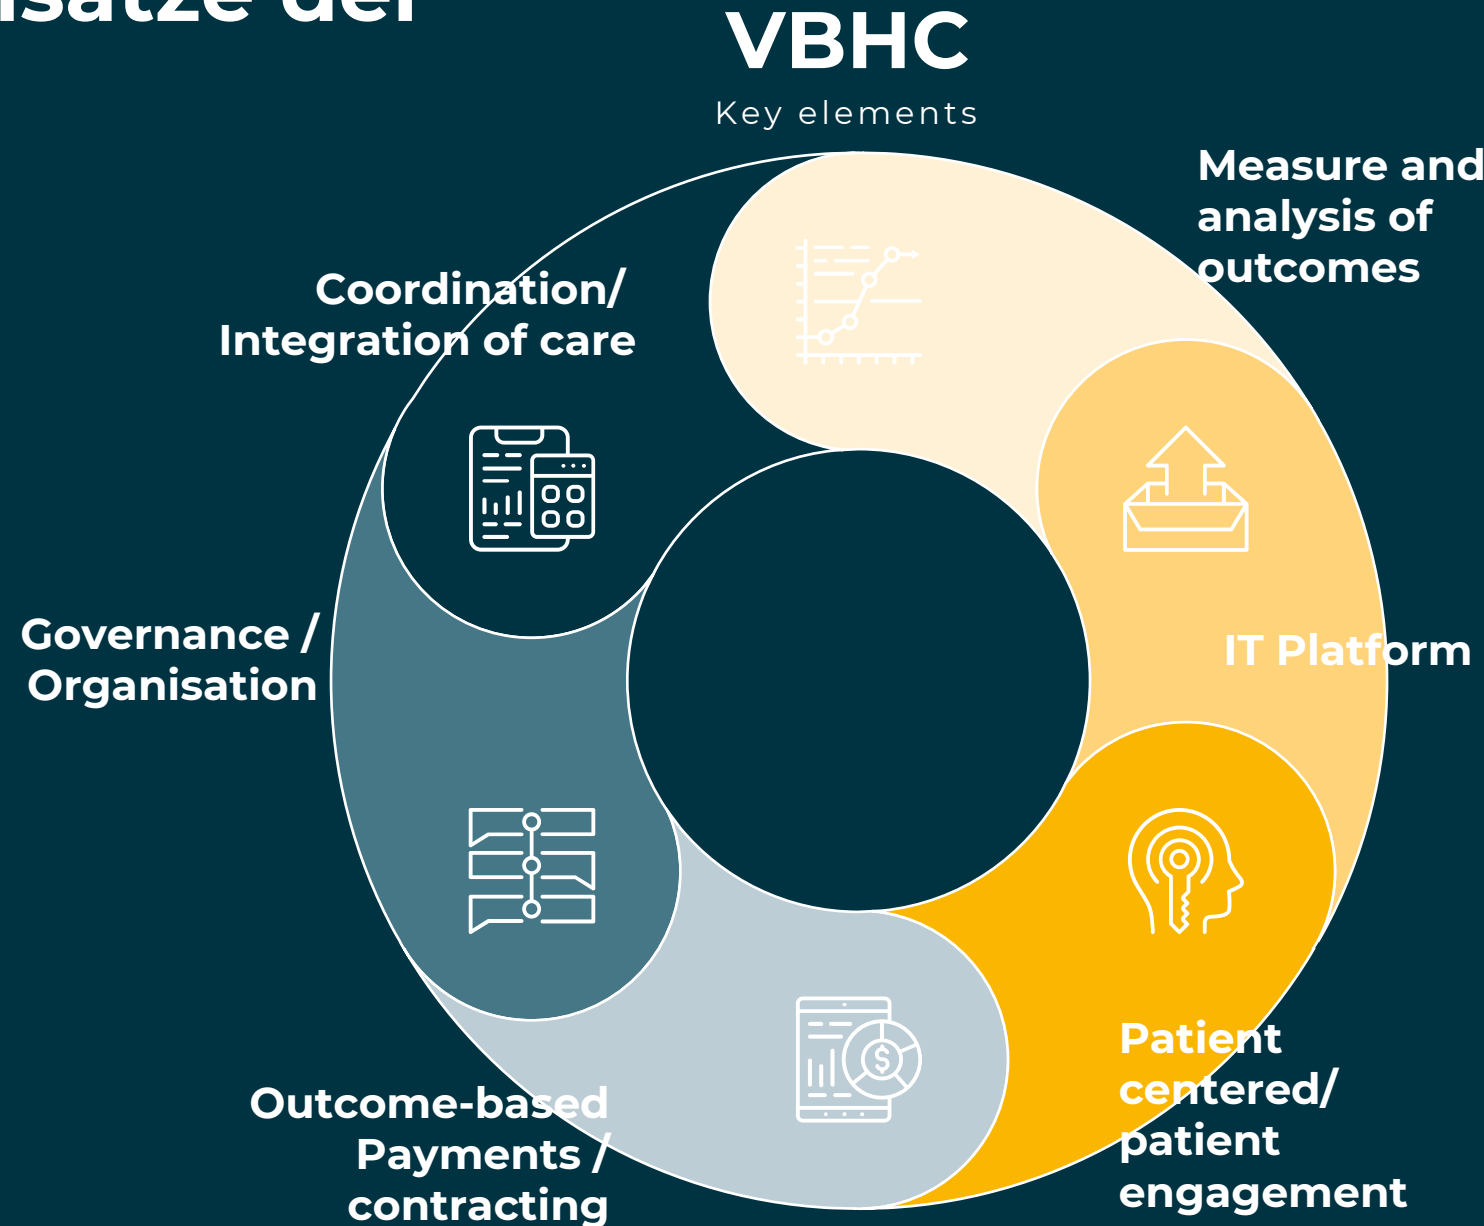 der
VBHC
Key elements
Measure and
analysis of
outcomes
Coordination/
Integration of care
IT Platform
Governance /
Organisation
Patient
centered/
patient
engagement
Outcome-based
Payments /
contracting
$